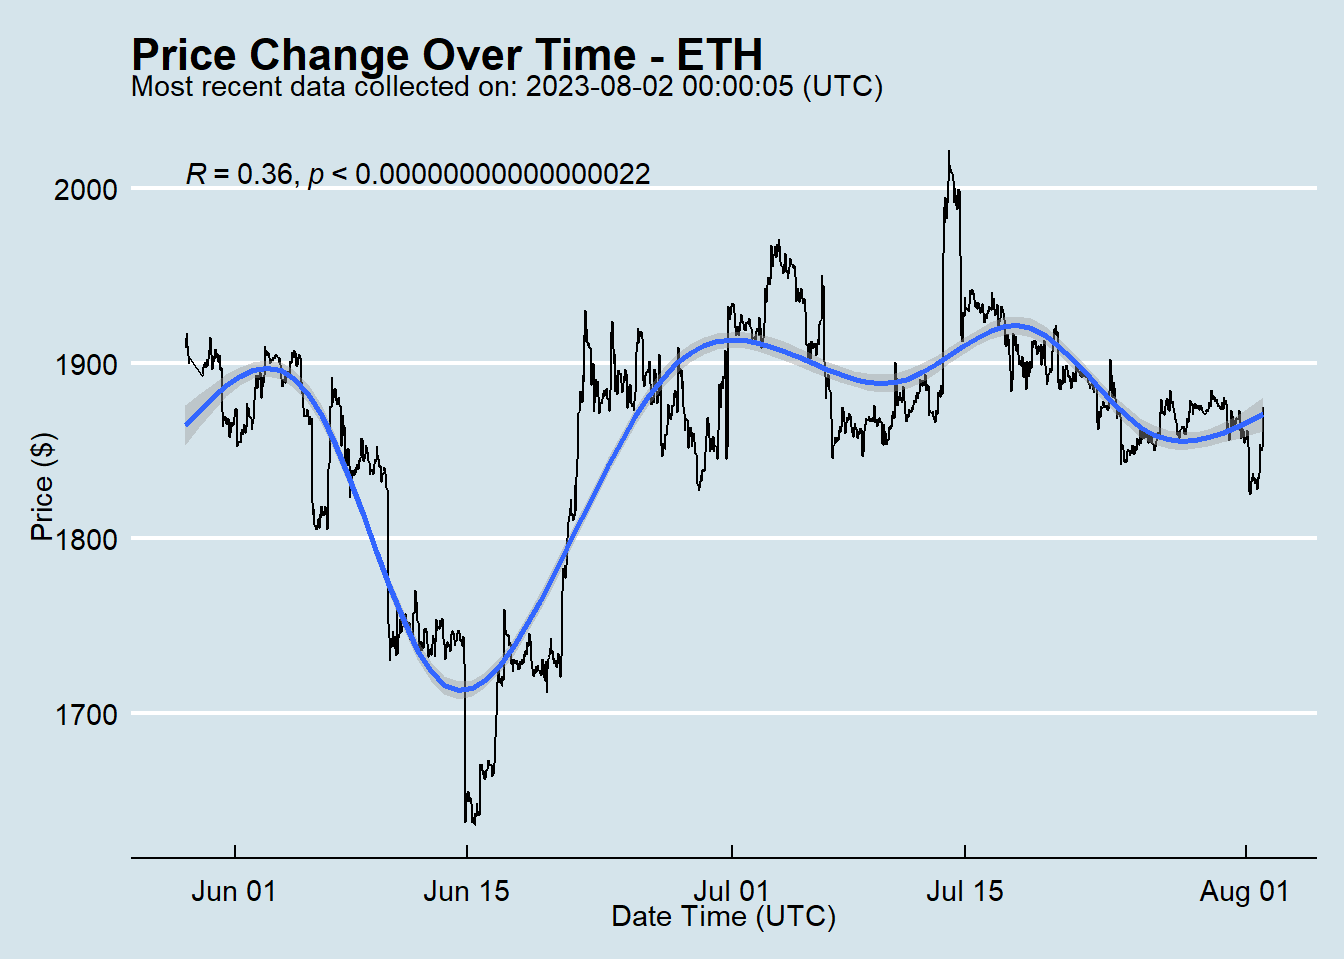 Price Change Over Time - ETH
Most recent data collected on: 2023-08-02 00:00:05 (UTC)
R = 0.36, p < 0.00000000000000022
2000
1900
1800
1700
Price ($)
Jun 01
Jun 15
Jul 01
Jul 15
Aug 01
Date Time (UTC)